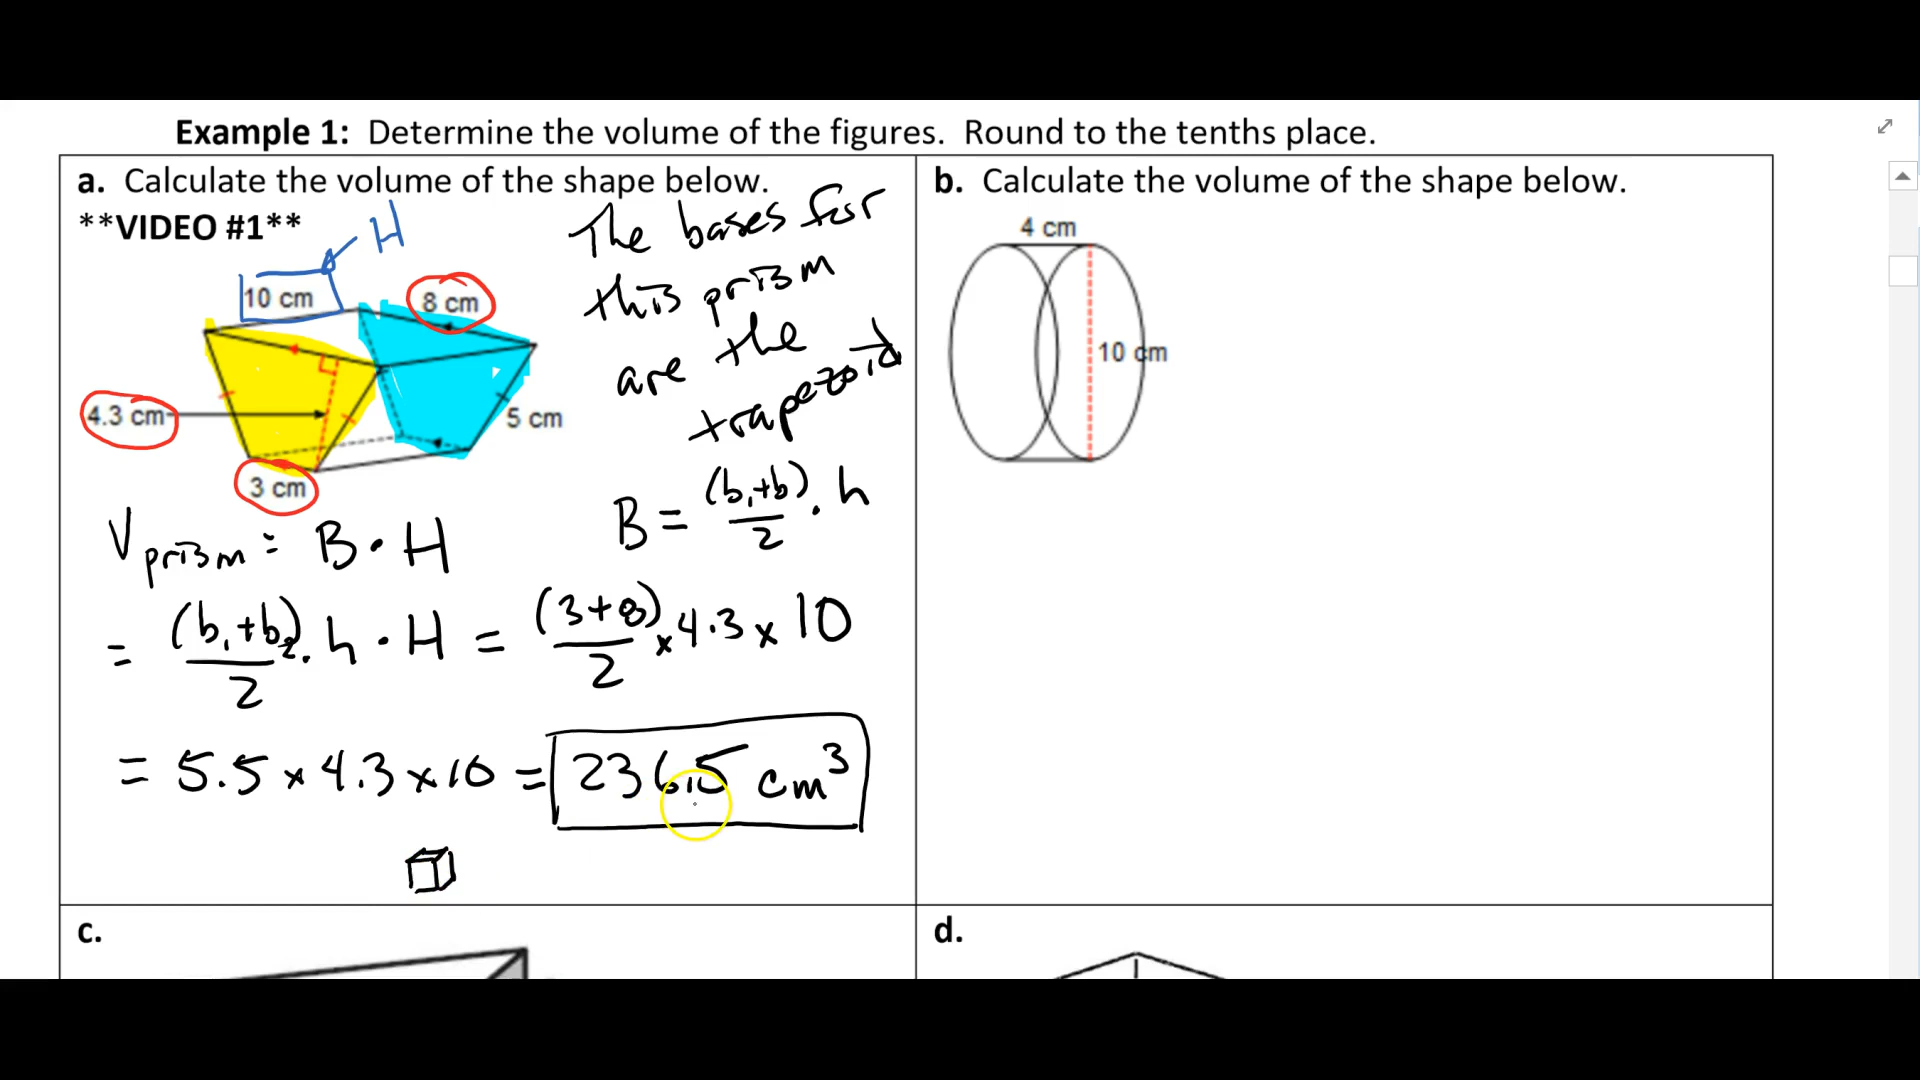 Example 1: Determine the volume of the figures. Round to the tenths place.
a. Calculate the volume of the shape below.
**VIDEO #1**
H
10 cm
8 cm
4.3 cm
5 cm
3 cm
The bases for
this prism
are the
trapezoid
B = (b₁+b)/2 · h
V prism = B · H
= (b₁+b₂)/2 · h · H = (3+8)/2 × 4.3 × 10
= 5.5 × 4.3 × 10 = 236.5 cm³
b. Calculate the volume of the shape below.
4 cm
10 cm
c.
d.